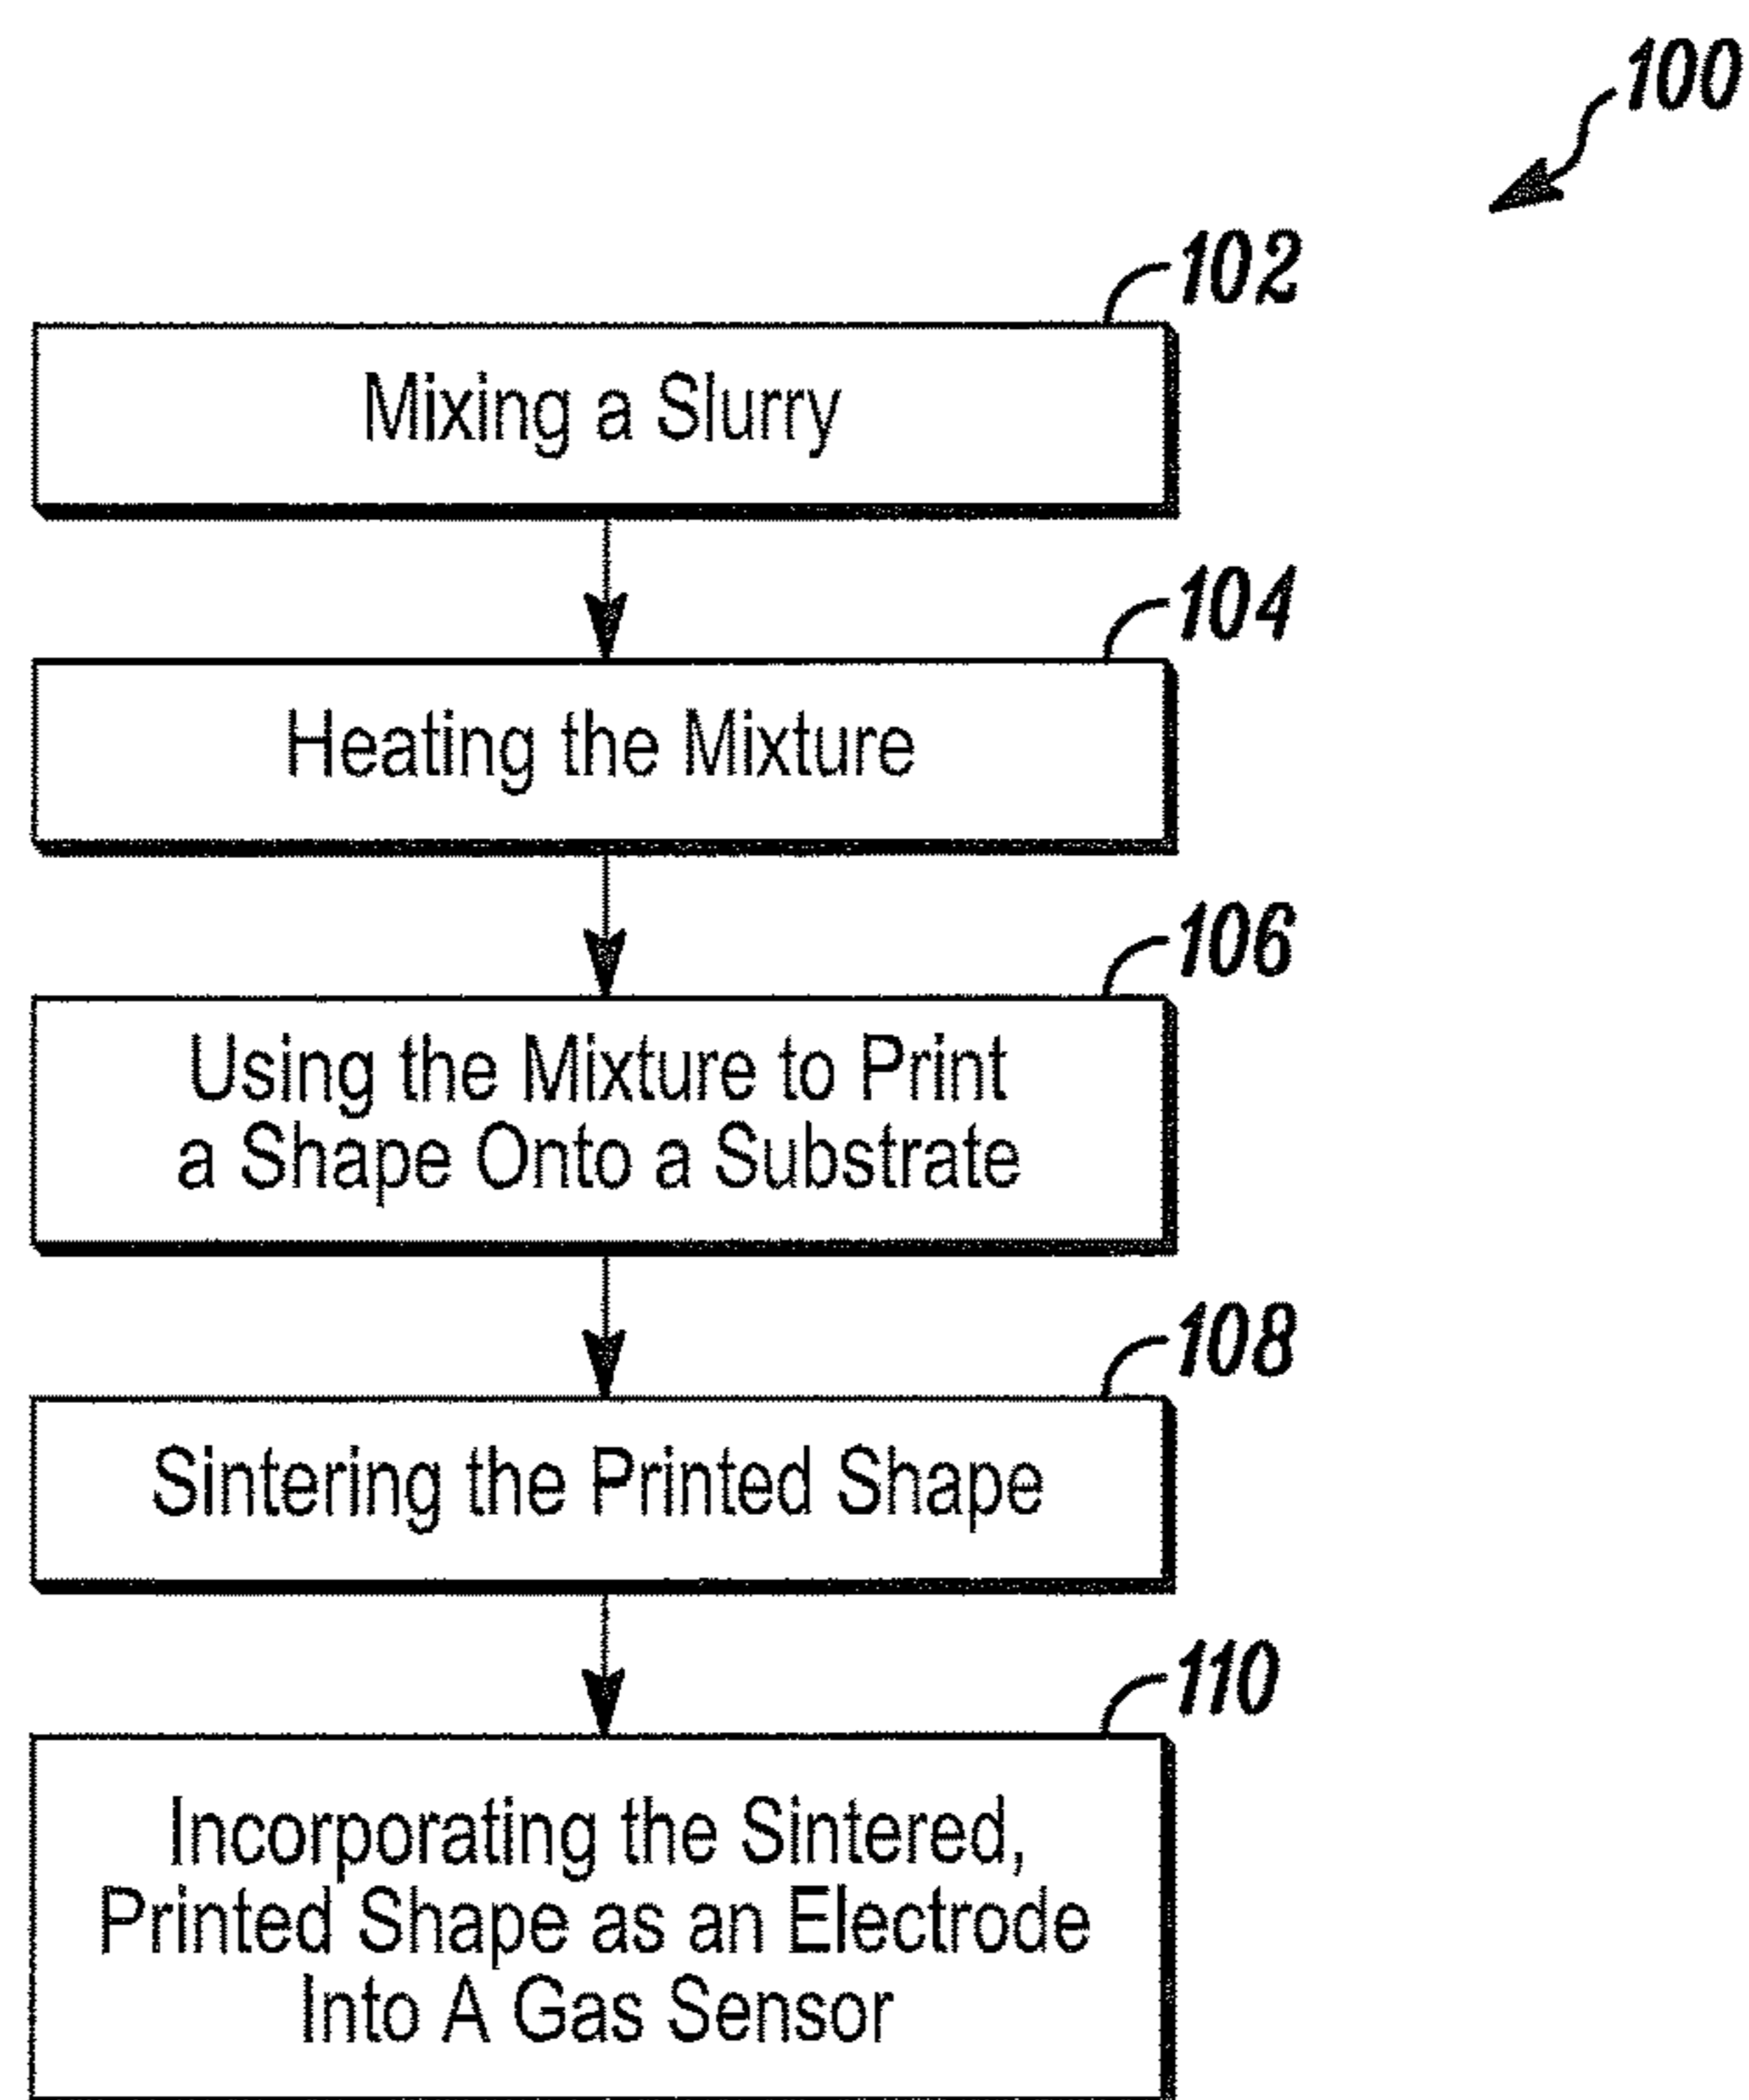 100
102
Mixing a Slurry
104
Heating the Mixture
106
Using the Mixture to Print
a Shape Onto a Substrate
108
Sintering the Printed Shape
110
Incorporating the Sintered,
Printed Shape as an Electrode
Into A Gas Sensor